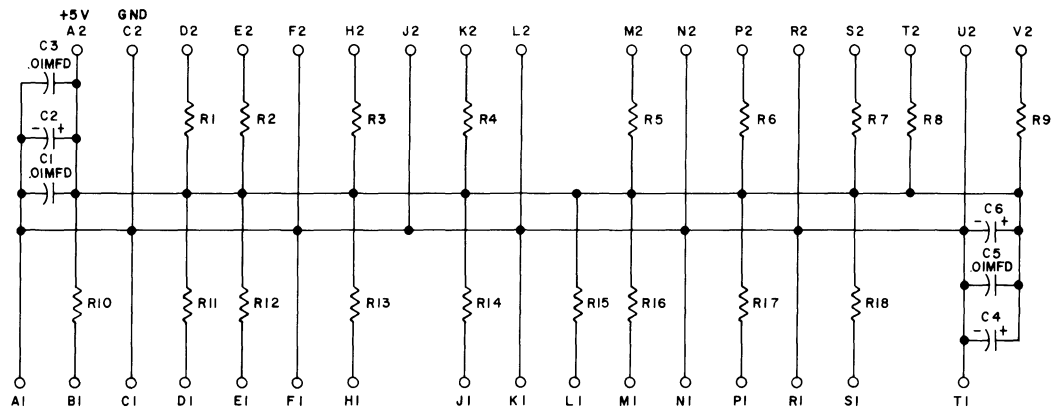 +5V GND
A2 C2 D2 E2 F2 H2 J2 K2 L2 M2 N2 P2 R2 S2 T2 U2 V2
C3
.01MFD
C2
- +
R1 R2 R3 R4 R5 R6 R7 R8 R9
C1
.01MFD
C6
- +
C5
.01MFD
R10 R11 R12 R13 R14 R15 R16 R17 R18
C4
- +
A1 B1 C1 D1 E1 F1 H1 J1 K1 L1 M1 N1 P1 R1 S1 T1